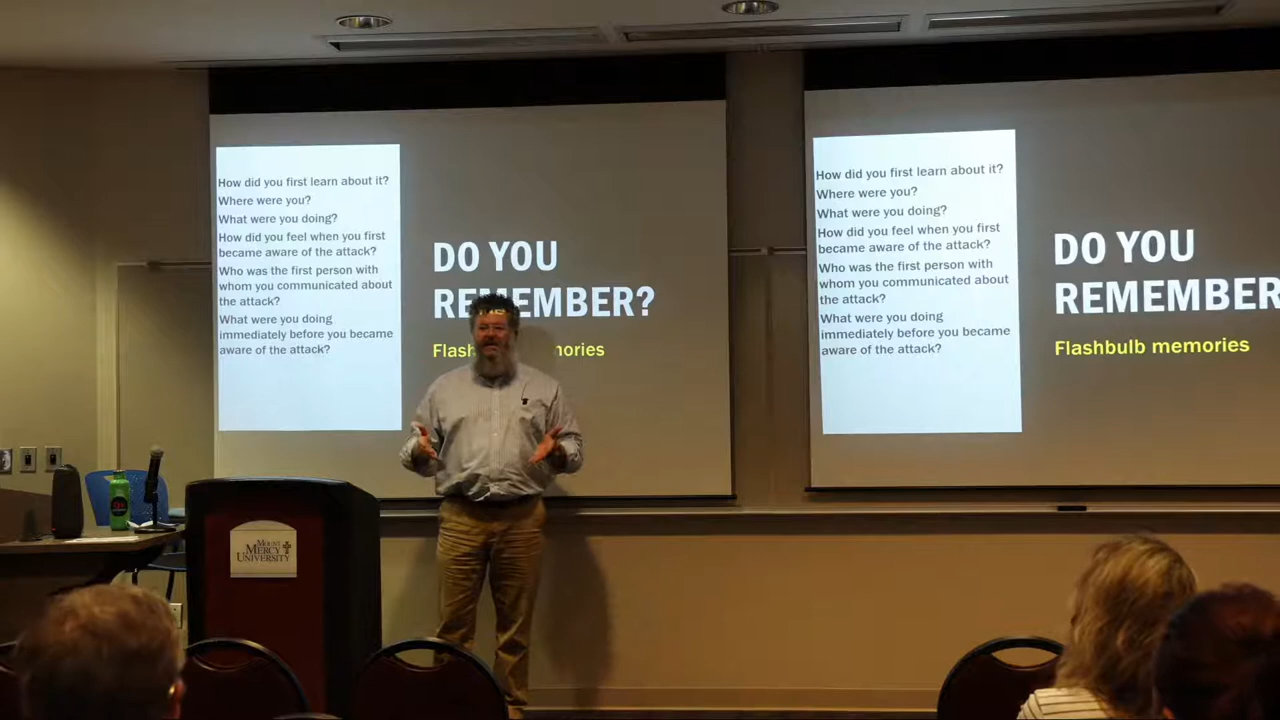 How did you first learn about it?
Where were you?
What were you doing?
How did you feel when you first
became aware of the attack?
Who was the first person with
whom you communicated about
the attack?
What were you doing
immediately before you became
aware of the attack?
DO YOU
REMEMBER?
Flash mories
How did you first learn about it?
Where were you?
What were you doing?
How did you feel when you first
became aware of the attack?
Who was the first person with
whom you communicated about
the attack?
What were you doing
immediately before you became
aware of the attack?
DO YOU
REMEMBER
Flashbulb memories
MOUNT
MERCY
UNIVERSITY